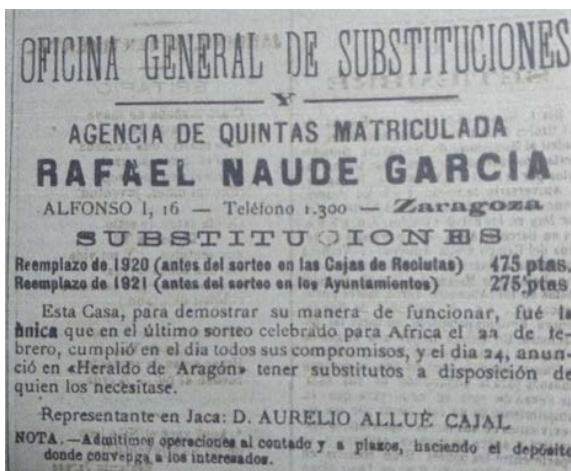 OFICINA GENERAL DE SUBSTITUCIONES
Y
AGENCIA DE QUINTAS MATRICULADA
RAFAEL NAUDE GARCIA
ALFONSO I, 16 — Teléfono 1.300 — Zaragoza
SUBSTITUCIONES
Reemplazo de 1920 (antes del sorteo en las Cajas de Reclutas) 475 ptas.
Reemplazo de 1921 (antes del sorteo en los Ayuntamientos) 275 ptas
Esta Casa, para demostrar su manera de funcionar, fué la
única que en el último sorteo celebrado para Africa el 22 de fe-
brero, cumplió en el dia todos sus compromisos, y el dia 24, anun-
ció en «Heraldo de Aragón» tener substitutos a disposición de
quien los necesitase.
Representante en Jaca: D. AURELIO ALLUÉ CAJAL
NOTA.—Admitimos operaciones al contado y a plazos, haciendo el depósito
donde convenga a los interesados.